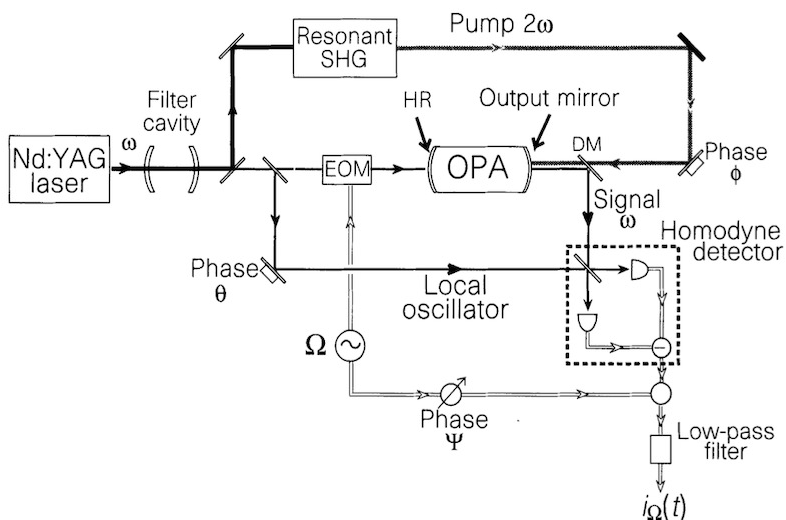 Resonant
SHG
Pump 2ω
Filter
cavity
HR
Output mirror
Nd:YAG
laser
ω
EOM
OPA
DM
Phase
ϕ
Signal
ω
Homodyne
detector
Phase
θ
Local
oscillator
Ω
Phase
Ψ
Low-pass
filter
iΩ(t)